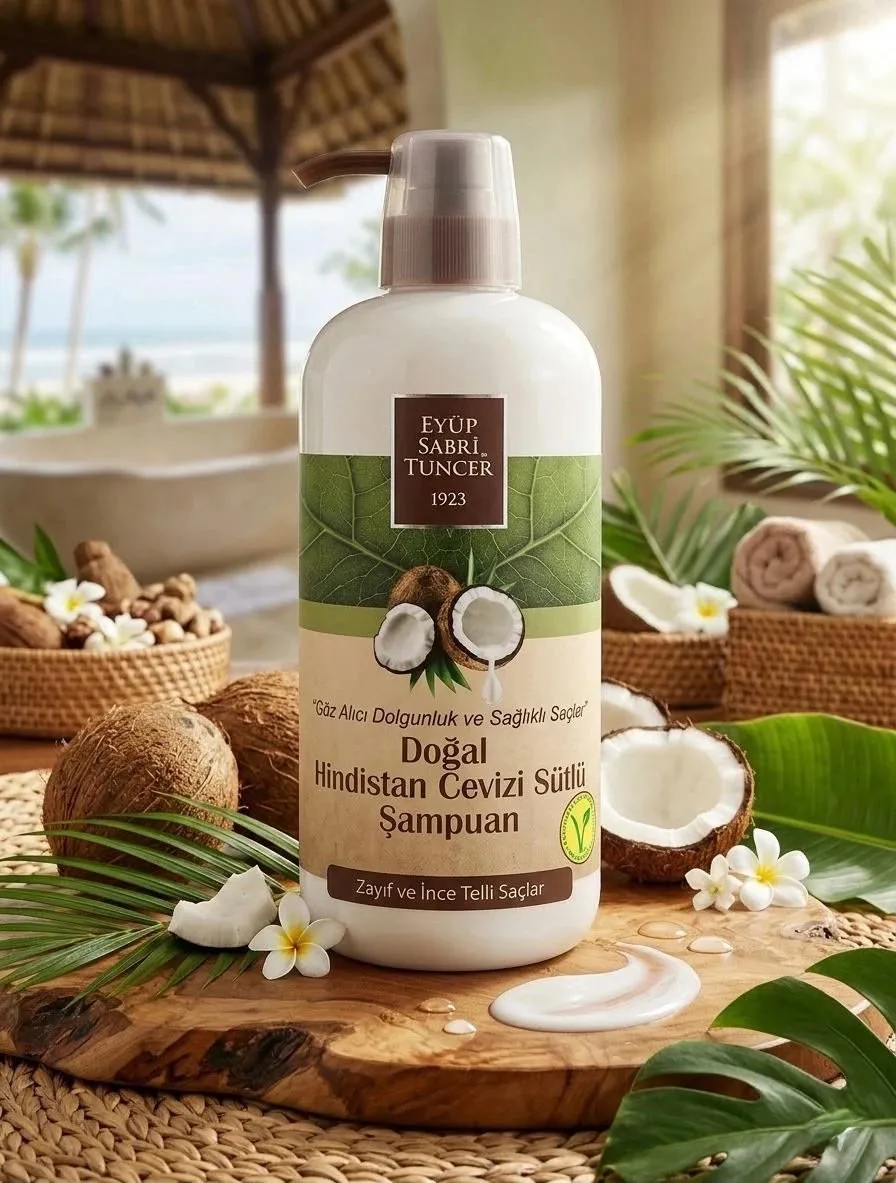 EYÜP
SABRİ
TUNCER
1923
"Göz Alıcı Dolgunluk ve Sağlıklı Saçler"
Doğal
Hindistan Cevizi Sütlü
Şampuan
Zayıf ve İnce Telli Saçlar